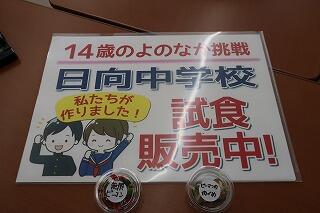 14歳のよのなか挑戦
日向中学校
私たちが
作りました！
試食
販売中！